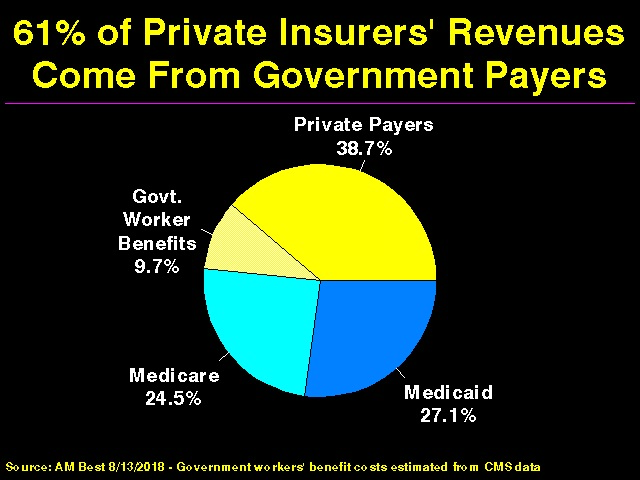 61% of Private Insurers' Revenues
Come From Government Payers
Private Payers
38.7%
Govt.
Worker
Benefits
9.7%
Medicare
24.5%
Medicaid
27.1%
Source: AM Best 8/13/2018 - Government workers' benefit costs estimated from CMS data